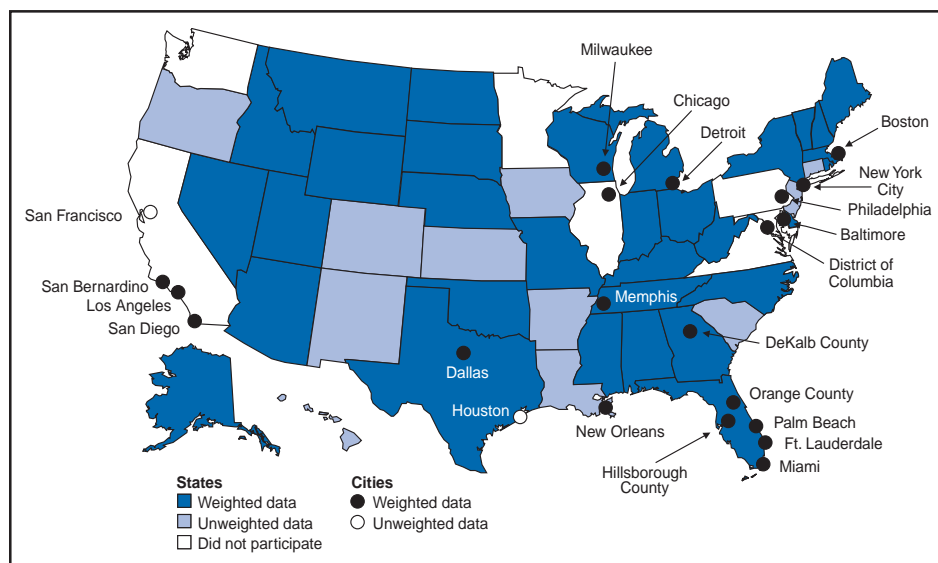 Milwaukee
Chicago
Detroit
Boston
New York
City
Philadelphia
Baltimore
District of
Columbia
San Francisco
San Bernardino
Los Angeles
San Diego
Memphis
DeKalb County
Dallas
Houston
New Orleans
Orange County
Palm Beach
Ft. Lauderdale
Miami
Hillsborough
County
States
Weighted data
Unweighted data
Did not participate
Cities
Weighted data
Unweighted data